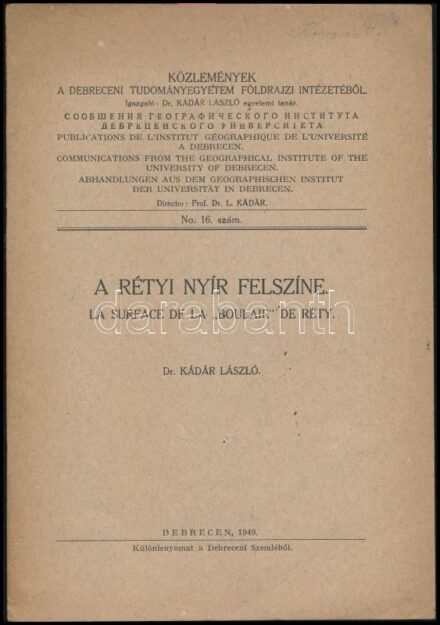 KÖZLEMÉNYEK
A DEBRECENI TUDOMÁNYEGYETEM FÖLDRAJZI INTÉZETÉBŐL.
Igazgató: Dr. KÁDÁR LÁSZLÓ egyetemi tanár.
СООБЩЕНИЯ ГЕОГРАФИЧЕСКОГО ИНСТИТУТА
ДЕБРЕЦЕНСКОГО УНИВЕРСИТЕТА
PUBLICATIONS DE L'INSTITUT GÉOGRAPHIQUE DE L'UNIVERSITÉ
A DEBRECEN.
COMMUNICATIONS FROM THE GEOGRAPHICAL INSTITUTE OF THE
UNIVERSITY OF DEBRECEN.
ABHANDLUNGEN AUS DEM GEOGRAPHISCHEN INSTITUT
DER UNIVERSITÄT IN DEBRECEN.
Director: Prof. Dr. L. KÁDÁR.
No. 16. szám.
A RÉTYI NYÍR FELSZÍNE.
darabanth
LA SURFACE DE LA „BOULAIE" DE RÉTY.
Dr. KÁDÁR LÁSZLÓ.
DEBRECEN, 1949.
Különlenyomat a Debreceni Szemléből.